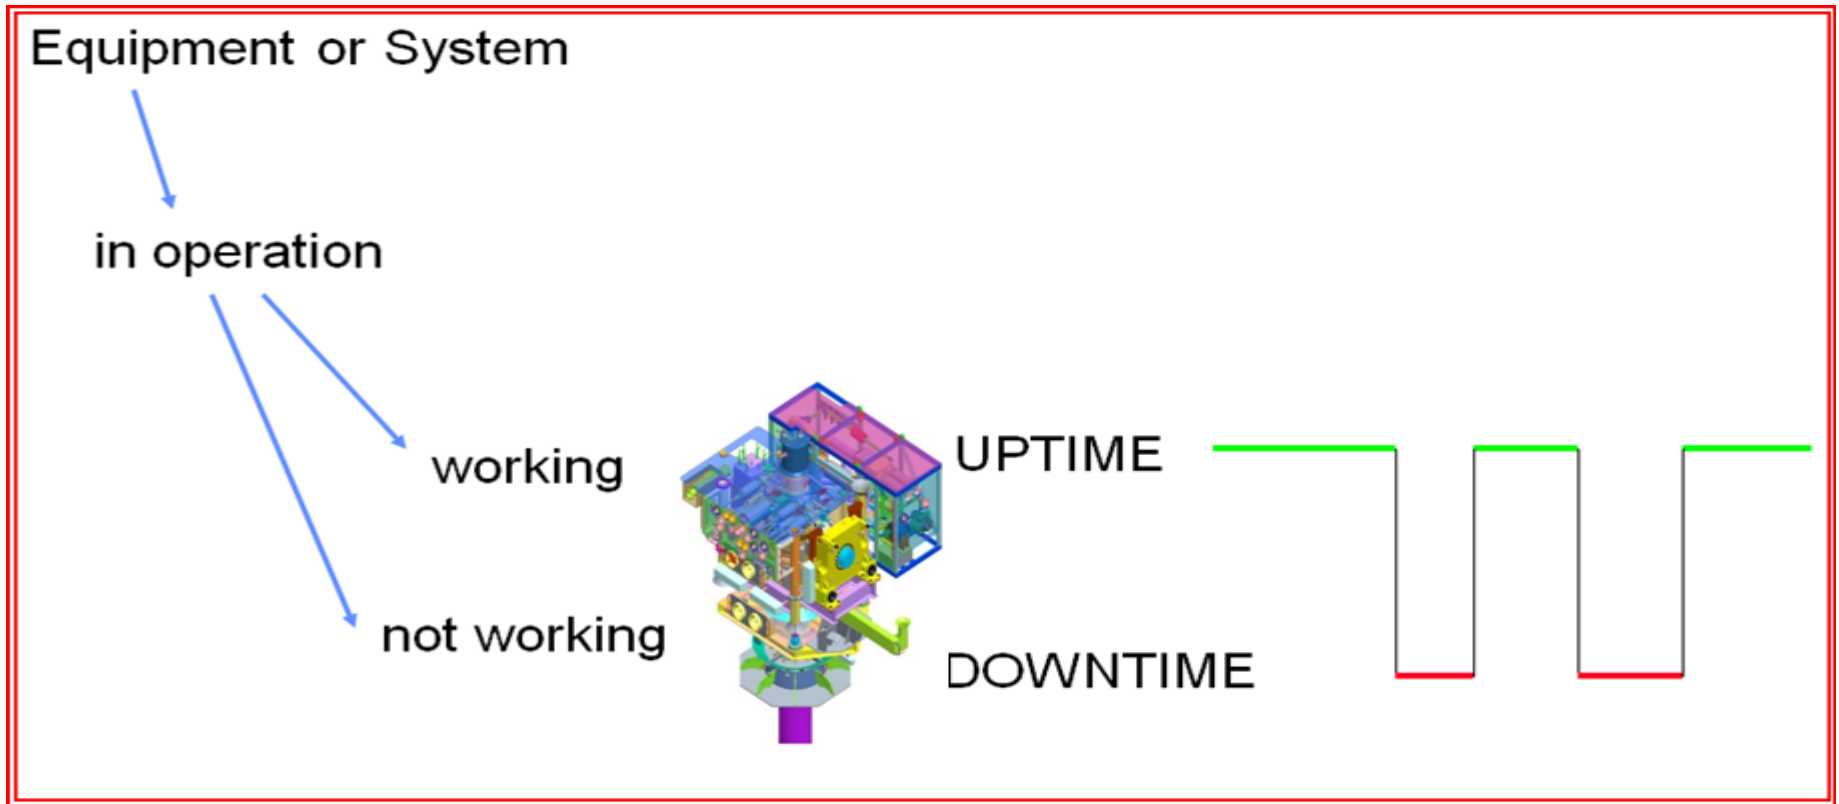 Equipment or System
in operation
working
UPTIME
not working
DOWNTIME